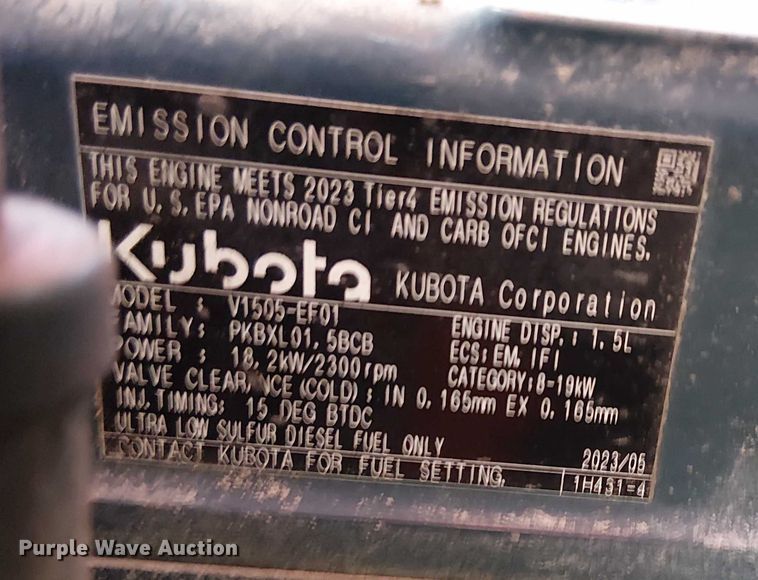 EMISSION CONTROL INFORMATION
THIS ENGINE MEETS 2023 Tier4 EMISSION REGULATIONS
FOR U.S.EPA NONROAD CI AND CARB OFCI ENGINES.
Kubota KUBOTA Corporation
MODEL : V1505-EF01 ENGINE DISP.: 1.5L
FAMILY: PKBXL01.5BCB ECS: EM, IFI
POWER : 18.2kW/2300rpm CATEGORY:8-19kW
VALVE CLEARANCE (COLD) : IN 0.165mm EX 0.165mm
INJ.TIMING: 15 DEG BTDC
ULTRA LOW SULFUR DIESEL FUEL ONLY 2023/05
CONTACT KUBOTA FOR FUEL SETTING. 1H431-4
Purple Wave Auction